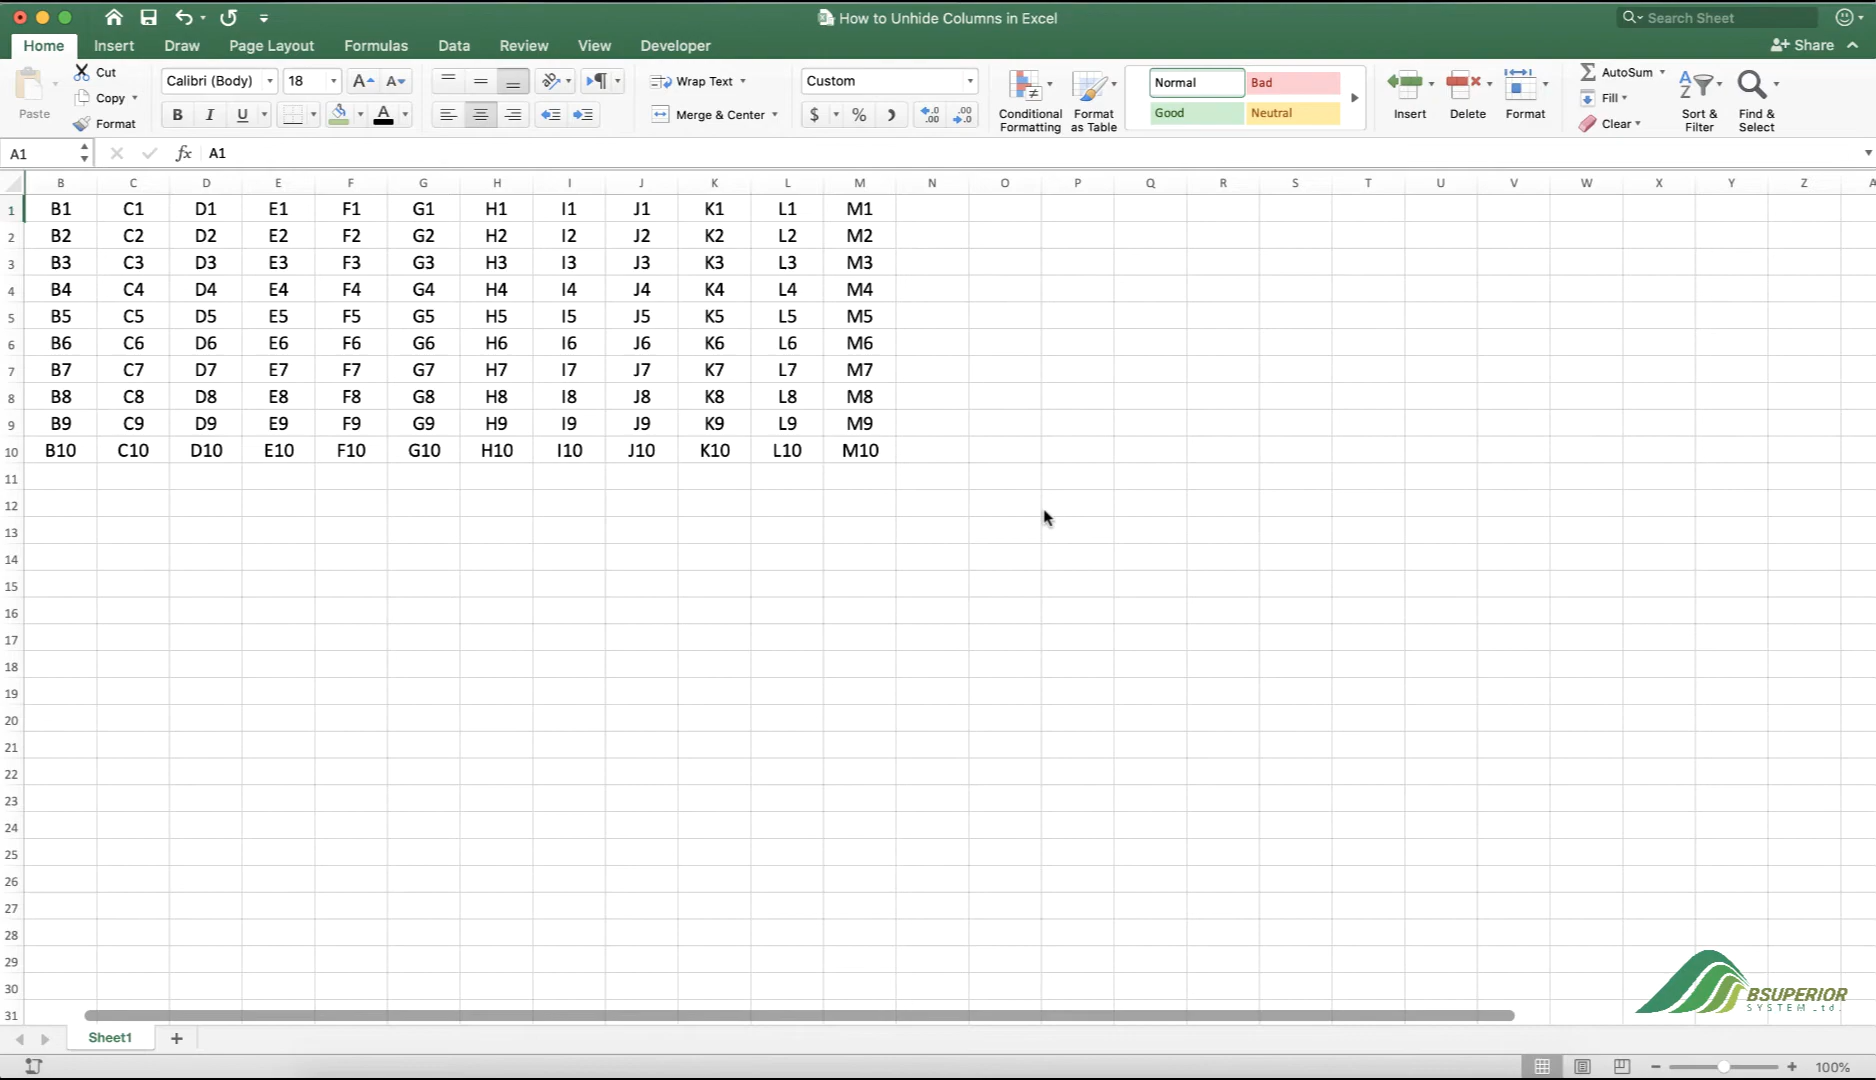 How to Unhide Columns in Excel
Search Sheet
Home Insert Draw Page Layout Formulas Data Review View Developer
Share
Paste
Cut
Copy
Format
Calibri (Body) 18 A A
B I U A
Wrap Text
Merge & Center
Custom
$ %
Conditional Formatting
Format as Table
Normal Bad
Good Neutral
Insert Delete Format
AutoSum
Fill
Clear
Sort & Filter
Find & Select
A1 fx A1
B C D E F G H I J K L M N O P Q R S T U V W X Y Z
1 B1 C1 D1 E1 F1 G1 H1 I1 J1 K1 L1 M1
2 B2 C2 D2 E2 F2 G2 H2 I2 J2 K2 L2 M2
3 B3 C3 D3 E3 F3 G3 H3 I3 J3 K3 L3 M3
4 B4 C4 D4 E4 F4 G4 H4 I4 J4 K4 L4 M4
5 B5 C5 D5 E5 F5 G5 H5 I5 J5 K5 L5 M5
6 B6 C6 D6 E6 F6 G6 H6 I6 J6 K6 L6 M6
7 B7 C7 D7 E7 F7 G7 H7 I7 J7 K7 L7 M7
8 B8 C8 D8 E8 F8 G8 H8 I8 J8 K8 L8 M8
9 B9 C9 D9 E9 F9 G9 H9 I9 J9 K9 L9 M9
10 B10 C10 D10 E10 F10 G10 H10 I10 J10 K10 L10 M10
11
12
13
14
15
16
17
18
19
20
21
22
23
24
25
26
27
28
29
30
31
BSUPERIOR
SYSTEM Ltd.
Sheet1
100%